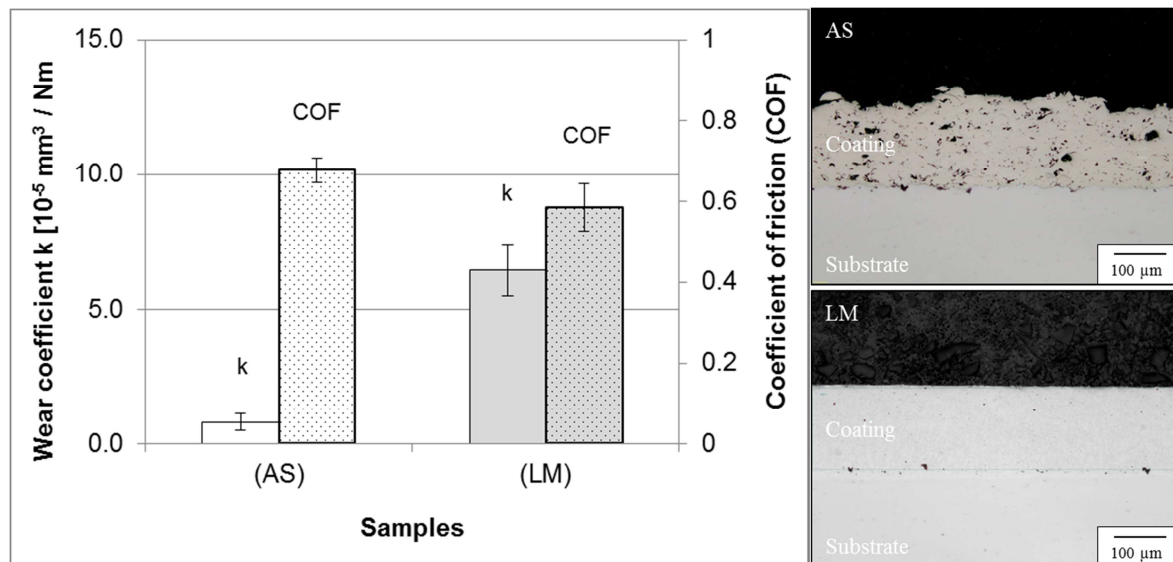 Wear coefficient k [10⁻⁵ mm³ / Nm
15.0
10.0
5.0
0.0
k
COF
k
COF
(AS)
(LM)
Samples
1
0.8
0.6
0.4
0.2
0
Coefficient of friction (COF)
AS
Coating
Substrate
100 µm
LM
Coating
Substrate
100 µm